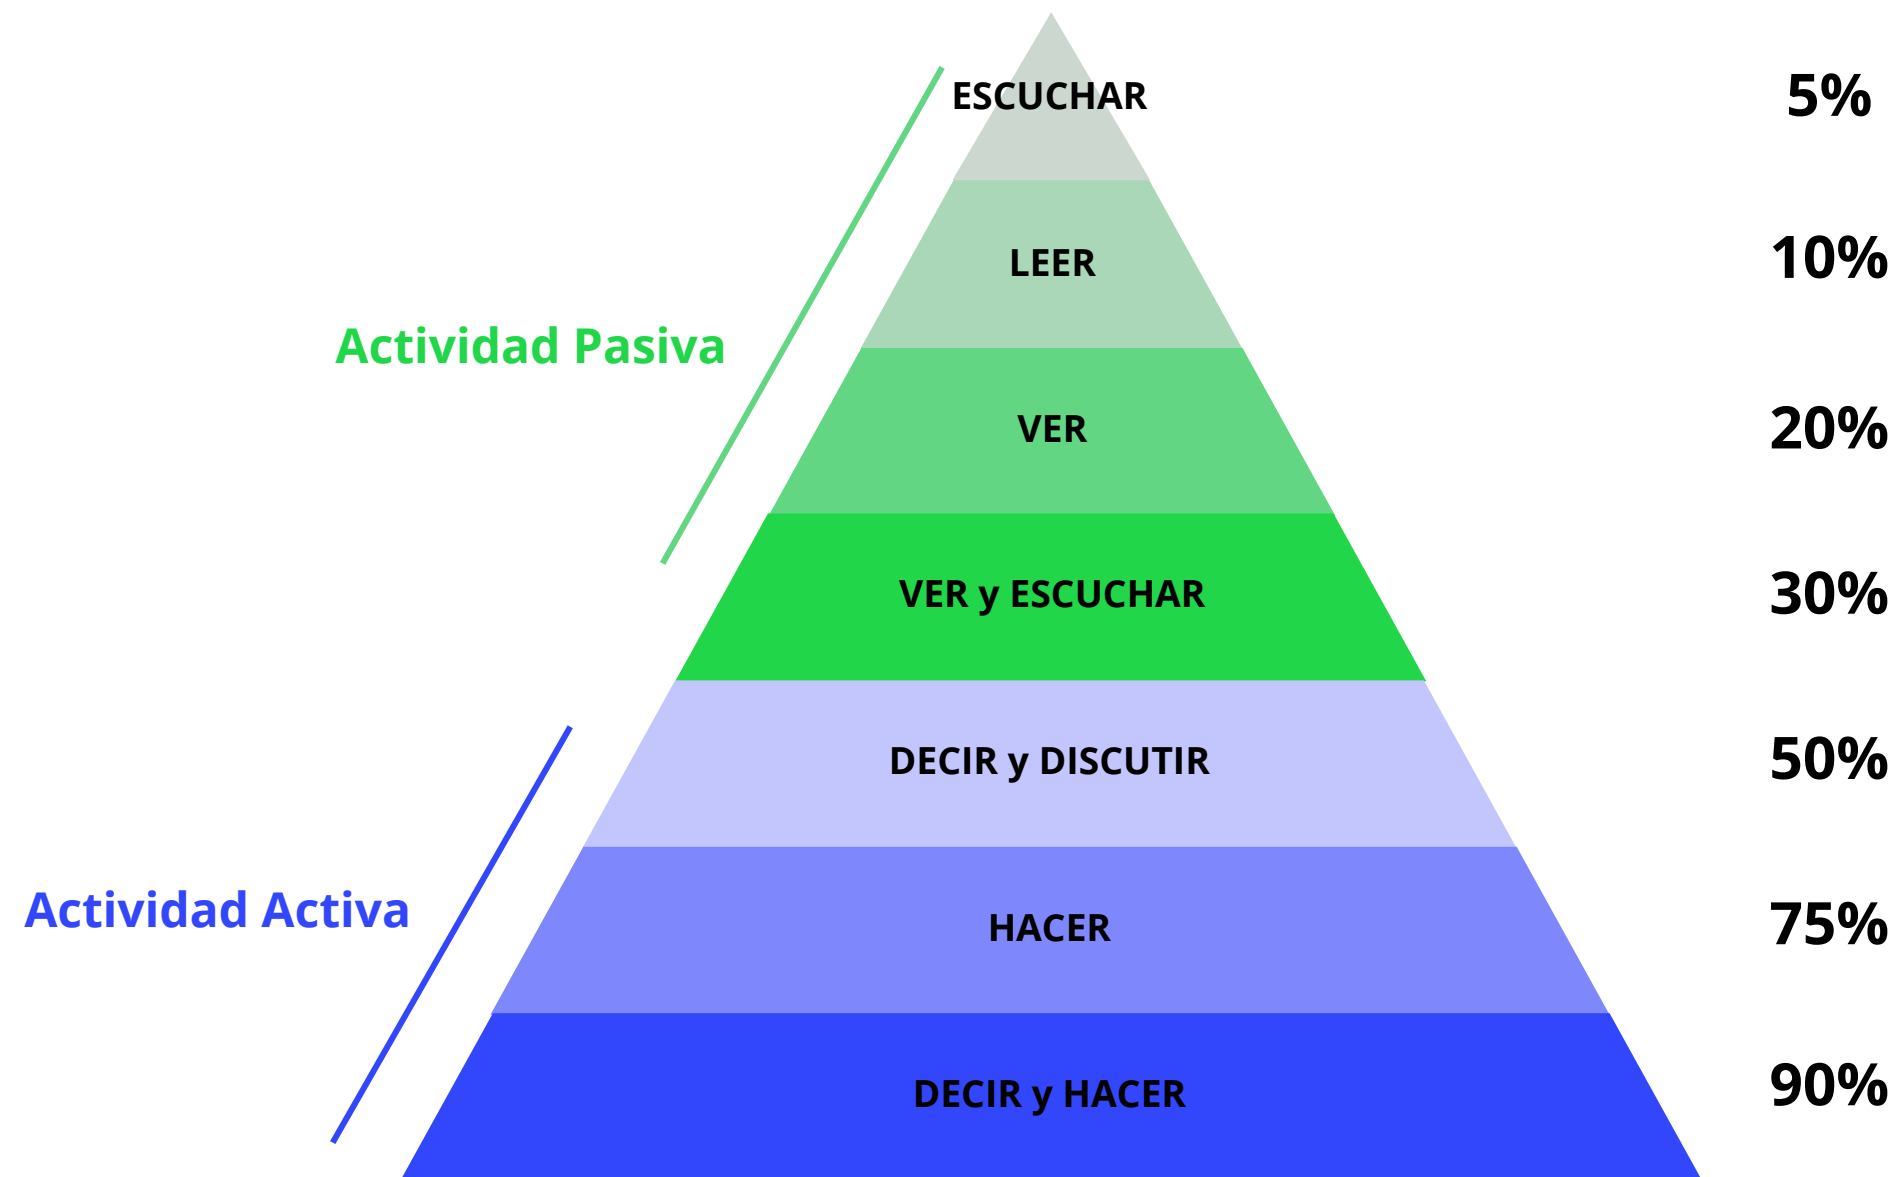 ESCUCHAR 5%
LEER 10%
Actividad Pasiva
VER 20%
VER y ESCUCHAR 30%
DECIR y DISCUTIR 50%
Actividad Activa
HACER 75%
DECIR y HACER 90%